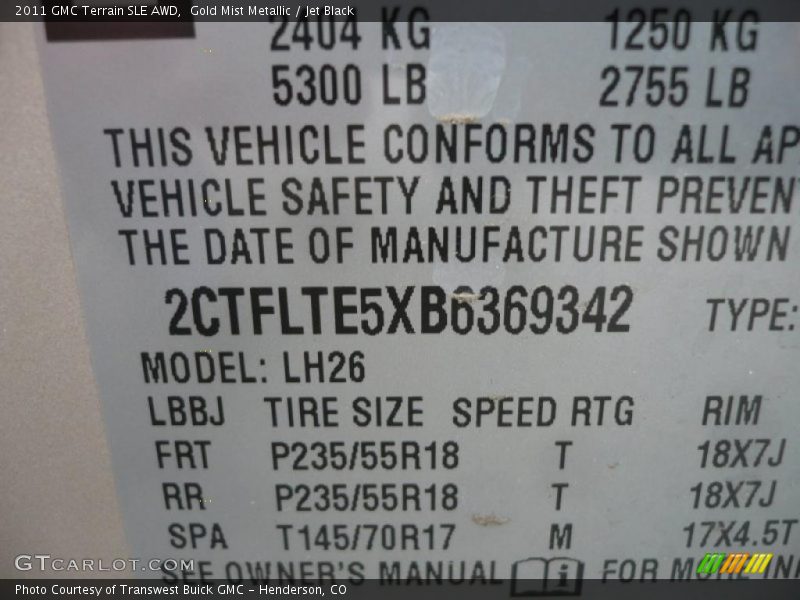 2011 GMC Terrain SLE AWD, Gold Mist Metallic / Jet Black
2404 KG 1250 KG
5300 LB 2755 LB
THIS VEHICLE CONFORMS TO ALL AP
VEHICLE SAFETY AND THEFT PREVEN
THE DATE OF MANUFACTURE SHOWN
2CTFLTE5XB6369342 TYPE:
MODEL: LH26
LBBJ TIRE SIZE SPEED RTG RIM
FRT P235/55R18 T 18X7J
RR P235/55R18 T 18X7J
SPA T145/70R17 M 17X4.5T
SEE OWNER'S MANUAL i FOR MO
GTCARLOT.COM
Photo Courtesy of Transwest Buick GMC - Henderson, CO